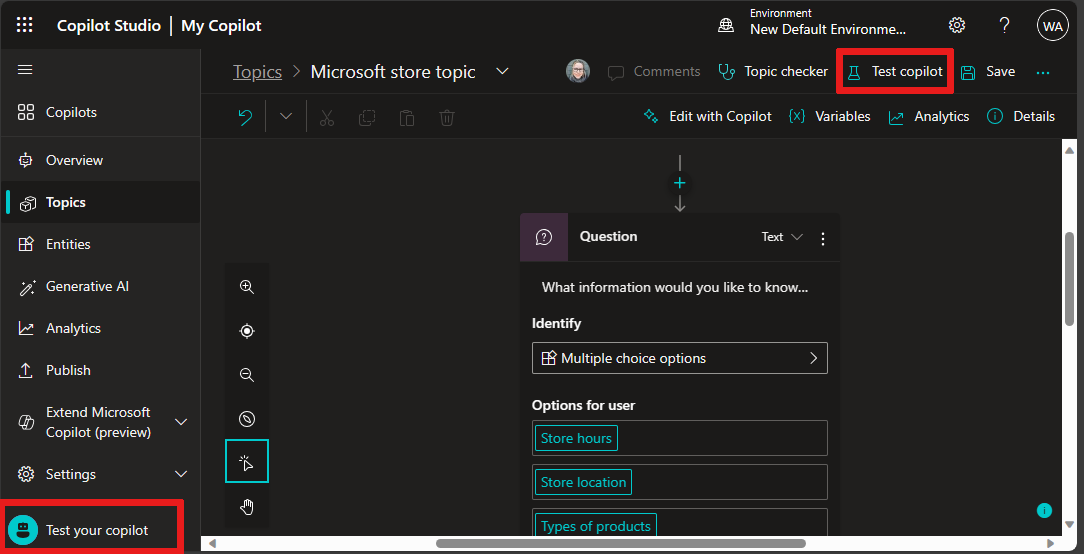 Copilot Studio | My Copilot
Environment
New Default Environme...
WA
Copilots
Overview
Topics
Entities
Generative AI
Analytics
Publish
Extend Microsoft
Copilot (preview)
Settings
Test your copilot
Topics > Microsoft store topic
Comments
Topic checker
Test copilot
Save
Edit with Copilot
Variables
Analytics
Details
Question
Text
What information would you like to know...
Identify
Multiple choice options
Options for user
Store hours
Store location
Types of products